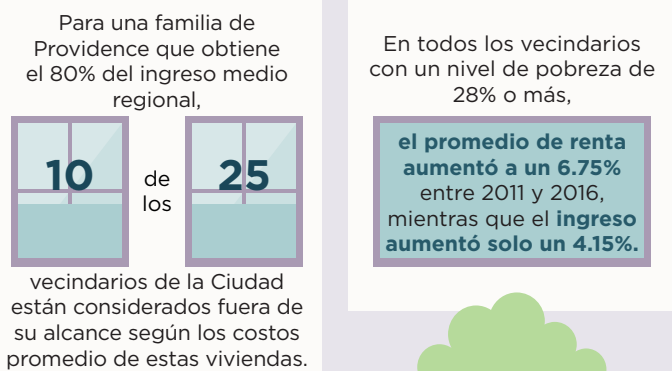 Para una familia de
Providence que obtiene
el 80% del ingreso medio
regional,
10 de los 25
vecindarios de la Ciudad
están considerados fuera de
su alcance según los costos
promedio de estas viviendas.
En todos los vecindarios
con un nivel de pobreza de
28% o más,
el promedio de renta
aumentó a un 6.75%
entre 2011 y 2016,
mientras que el ingreso
aumentó solo un 4.15%.